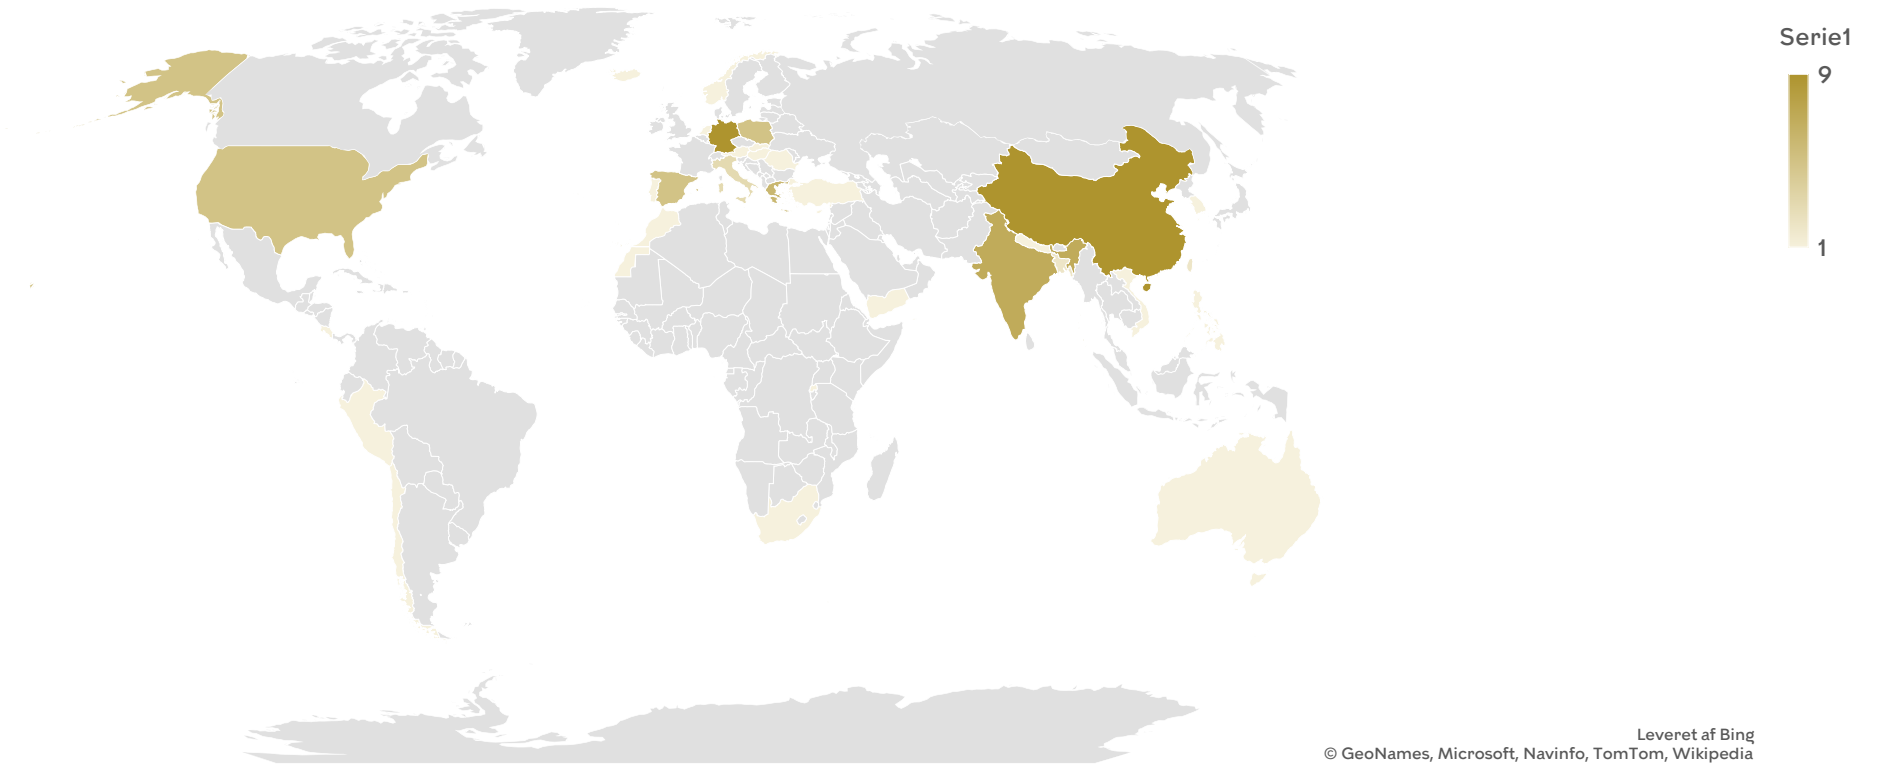 Serie1
9
1
Leveret af Bing
© GeoNames, Microsoft, Navinfo, TomTom, Wikipedia